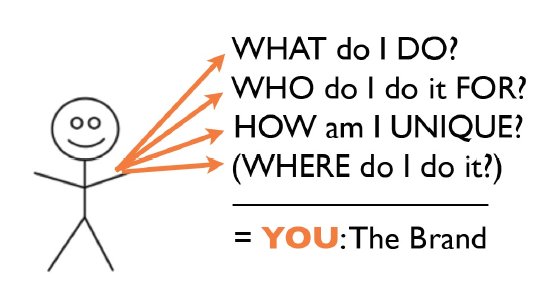 WHAT do I DO?
WHO do I do it FOR?
HOW am I UNIQUE?
(WHERE do I do it?)
= YOU: The Brand